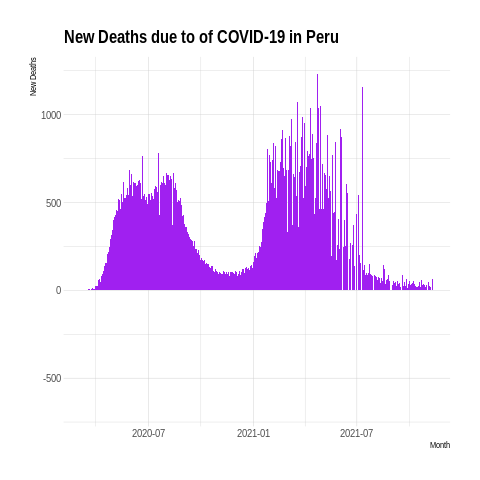 New Deaths due to of COVID-19 in Peru
New Deaths
1000
500
0
-500
2020-07
2021-01
2021-07
Month